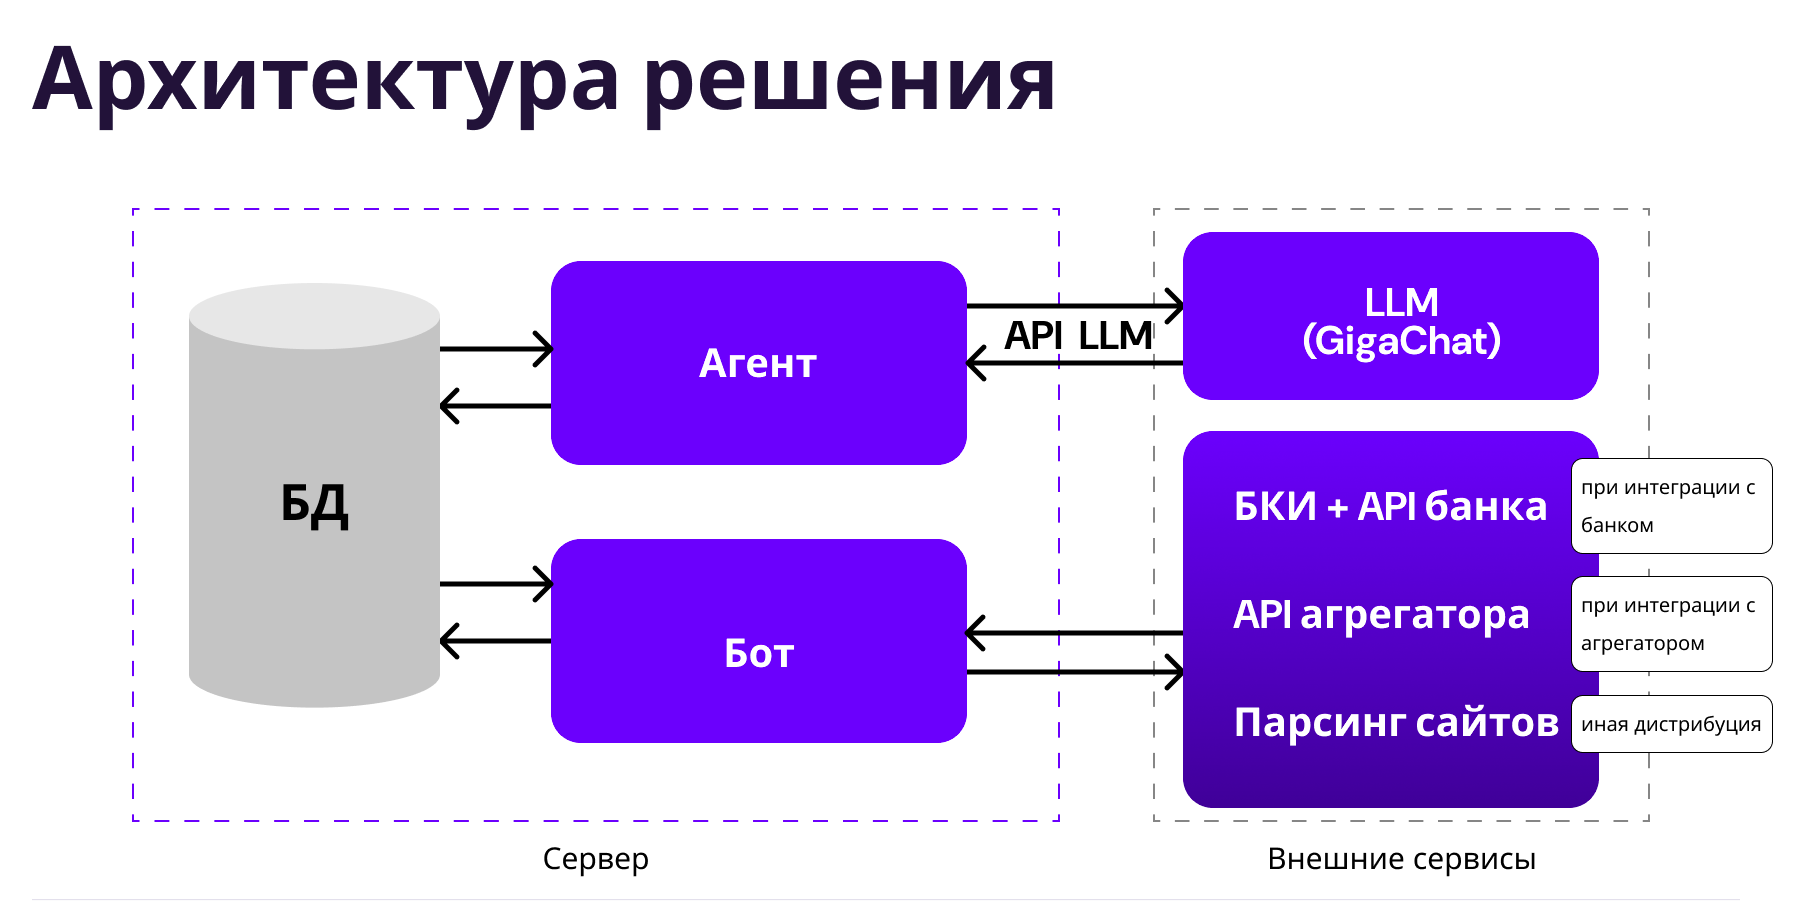 Архитектура решения
БД
Агент
Бот
API LLM
LLM
(GigaChat)
БКИ + API банка
при интеграции с
банком
API агрегатора
при интеграции с
агрегатором
Парсинг сайтов
иная дистрибуция
Сервер
Внешние сервисы